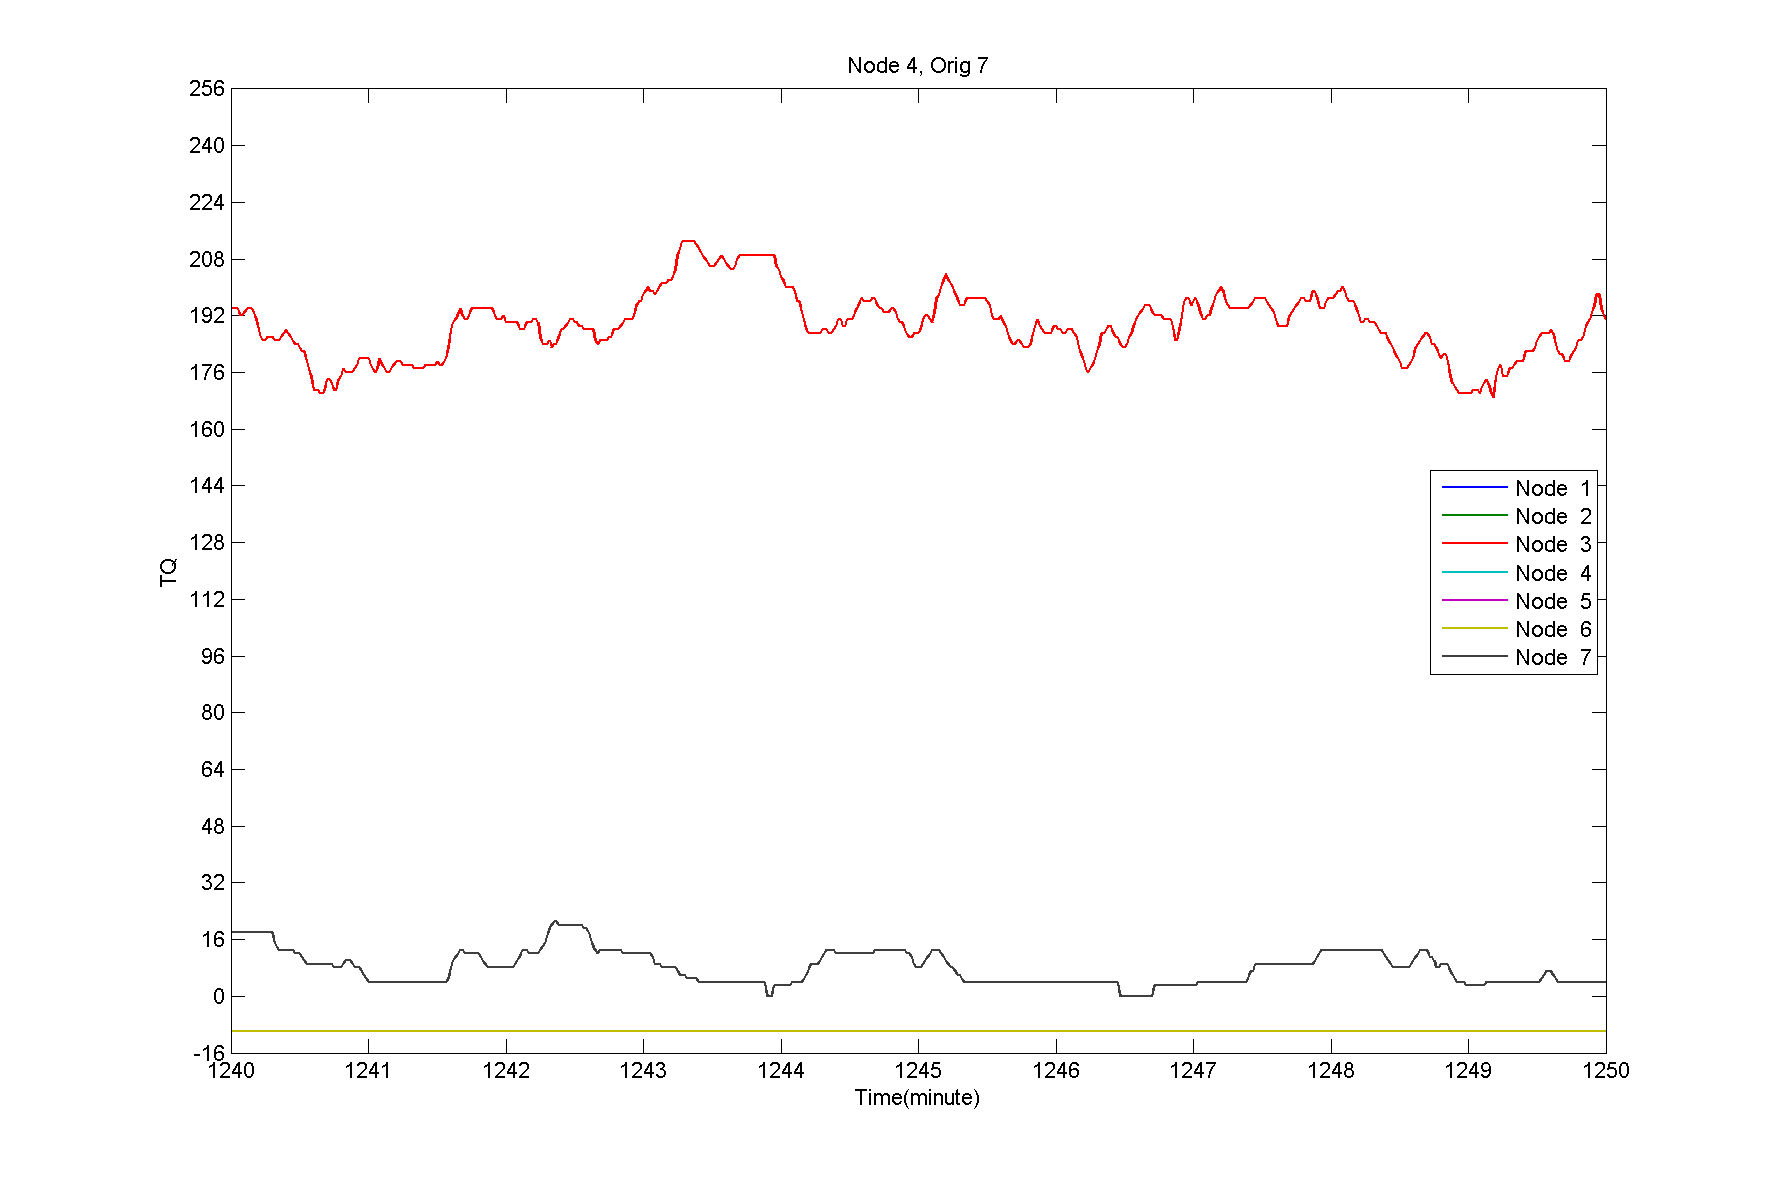 Node 4, Orig 7
256
240
224
208
192
176
160
144
128
112
96
80
64
48
32
16
0
-16
TQ
Node 1
Node 2
Node 3
Node 4
Node 5
Node 6
Node 7
1240 1241 1242 1243 1244 1245 1246 1247 1248 1249 1250
Time(minute)